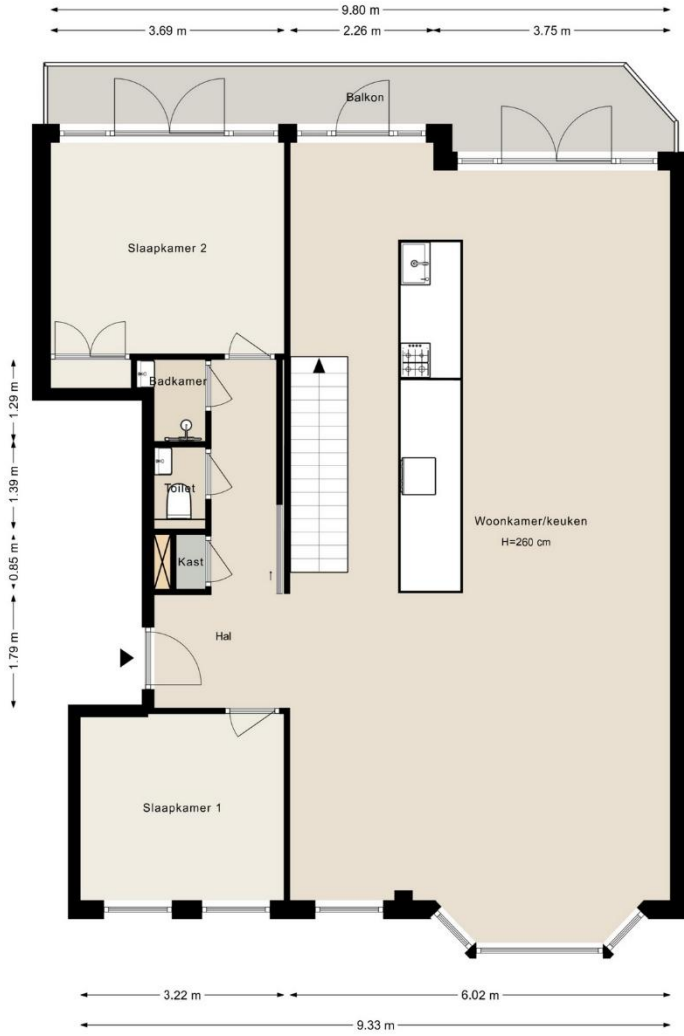 9.80 m
3.69 m
2.26 m
3.75 m
Balkon
Slaapkamer 2
Badkamer
1.29 m
1.39 m
Toilet
Woonkamer/keuken
H=260 cm
0.85 m
Kast
1.79 m
Hal
Slaapkamer 1
3.22 m
6.02 m
9.33 m